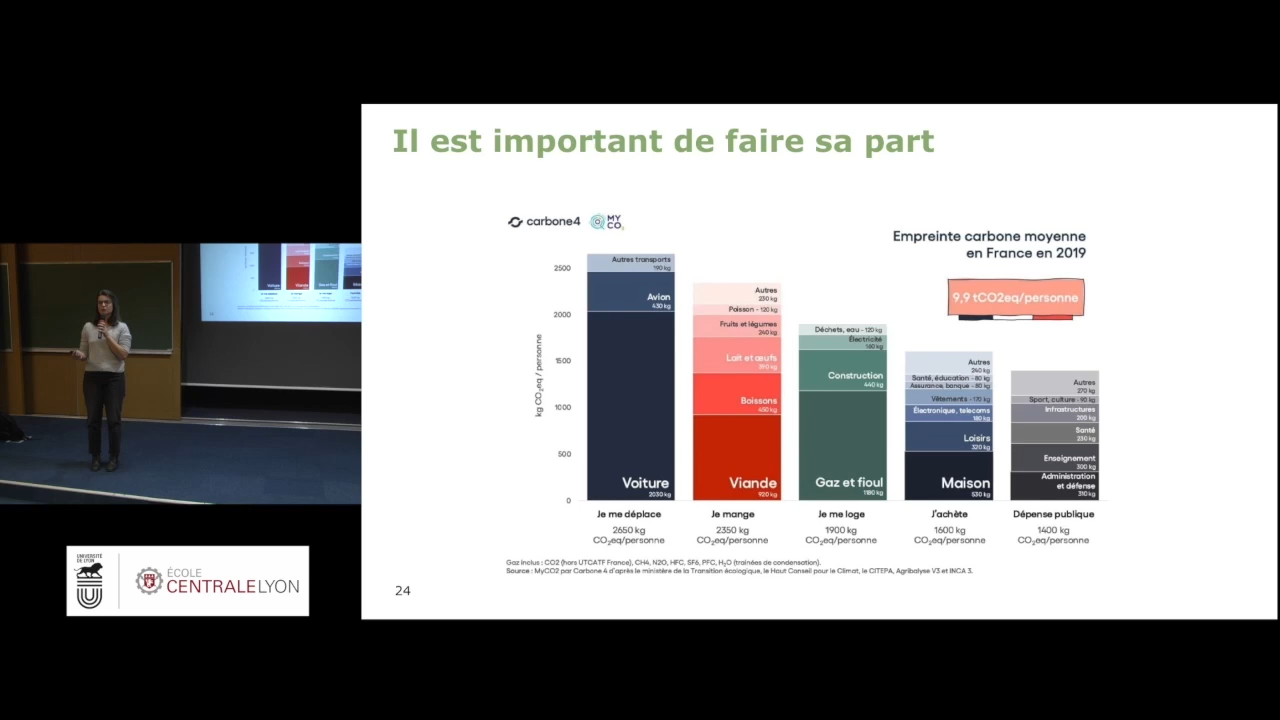 Il est important de faire sa part
carbone4
MY
CO₂
Empreinte carbone moyenne
en France en 2019
9,9 tCO2eq/personne
kg CO₂eq / personne
2500
2000
1500
1000
500
0
Autres transports
190 kg
Avion
430 kg
Voiture
2030 kg
Je me déplace
2650 kg
CO₂eq/personne
Autres
230 kg
Poisson - 120 kg
Fruits et légumes
240 kg
Lait et œufs
Boissons
450 kg
Viande
920 kg
Je mange
2350 kg
CO₂eq/personne
Déchets, eau - 120 kg
Électricité
160 kg
Construction
440 kg
Gaz et fioul
1180 kg
Je me loge
1900 kg
CO₂eq/personne
Autres
240 kg
Santé, éducation - 80 kg
Assurance, banque - 80 kg
Vêtements - 170 kg
Électronique, telecoms
180 kg
Loisirs
320 kg
Maison
530 kg
J'achète
1600 kg
CO₂eq/personne
Autres
270 kg
Sport, culture - 90 kg
Infrastructures
200 kg
Santé
230 kg
Enseignement
300 kg
Administration
et défense
310 kg
Dépense publique
1400 kg
CO₂eq/personne
Gaz inclus : CO2 (hors UTCATF France), CH4, N2O, HFC, SF6, PFC, H₂O (trainées de condensation).
Source : MyCO2 par Carbone 4 d'après le ministère de la Transition écologique, le Haut Conseil pour le Climat, le CITEPA, Agribalyse V3 et INCA 3.
24
UNIVERSITÉ
DE LYON
ÉCOLE
CENTRALELYON